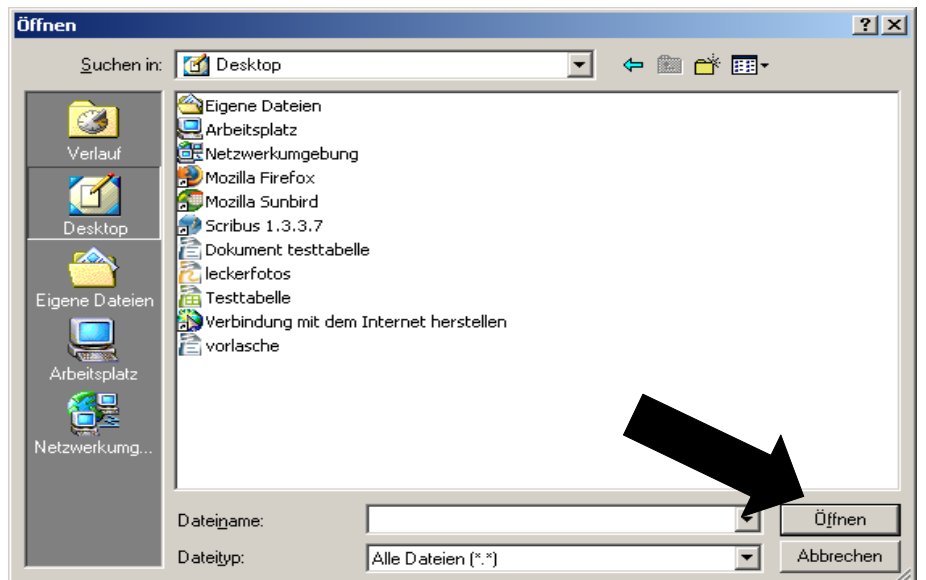 Öffnen
Suchen in: Desktop
Verlauf
Desktop
Eigene Dateien
Arbeitsplatz
Netzwerkumg...
Eigene Dateien
Arbeitsplatz
Netzwerkumgebung
Mozilla Firefox
Mozilla Sunbird
Scribus 1.3.3.7
Dokument testtabelle
leckerfotos
Testtabelle
Verbindung mit dem Internet herstellen
vorlasche
Dateiname: Öffnen
Dateityp: Alle Dateien (*.*) Abbrechen